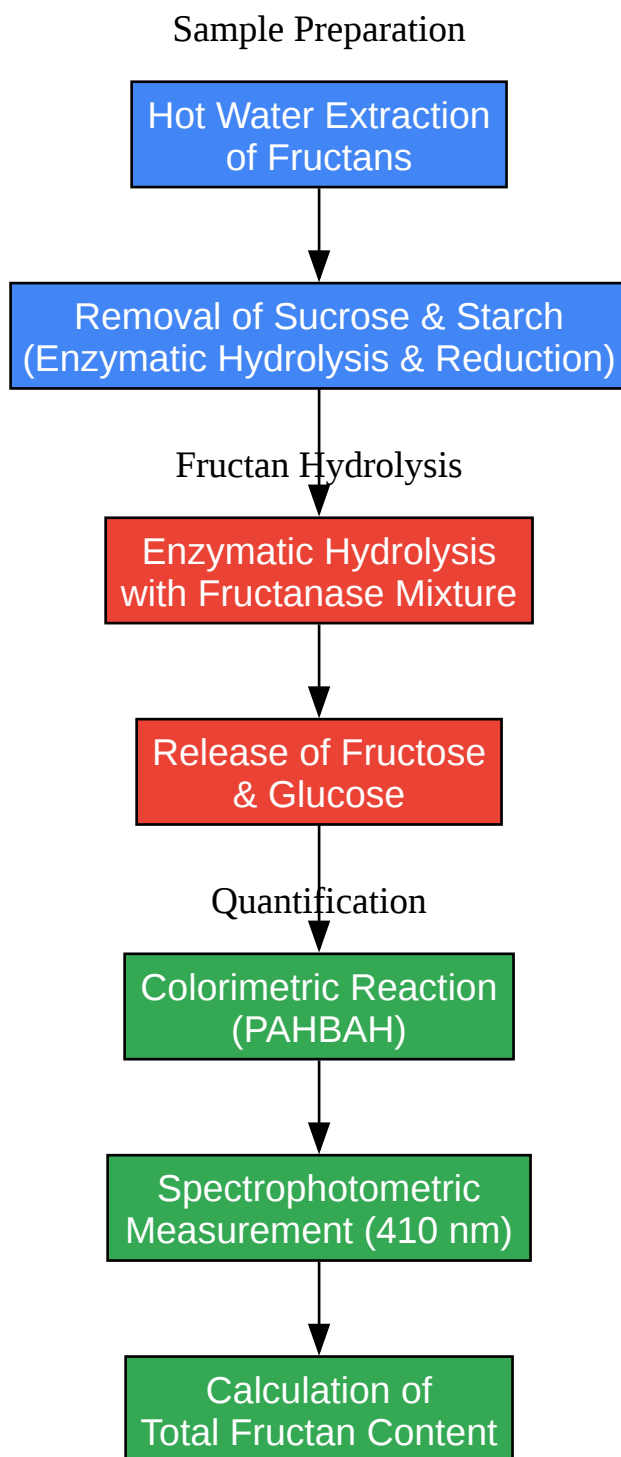 Sample Preparation
Hot Water Extraction
of Fructans
Removal of Sucrose & Starch
(Enzymatic Hydrolysis & Reduction)
Fructan Hydrolysis
Enzymatic Hydrolysis
with Fructanase Mixture
Release of Fructose
& Glucose
Quantification
Colorimetric Reaction
(PAHBAH)
Spectrophotometric
Measurement (410 nm)
Calculation of
Total Fructan Content